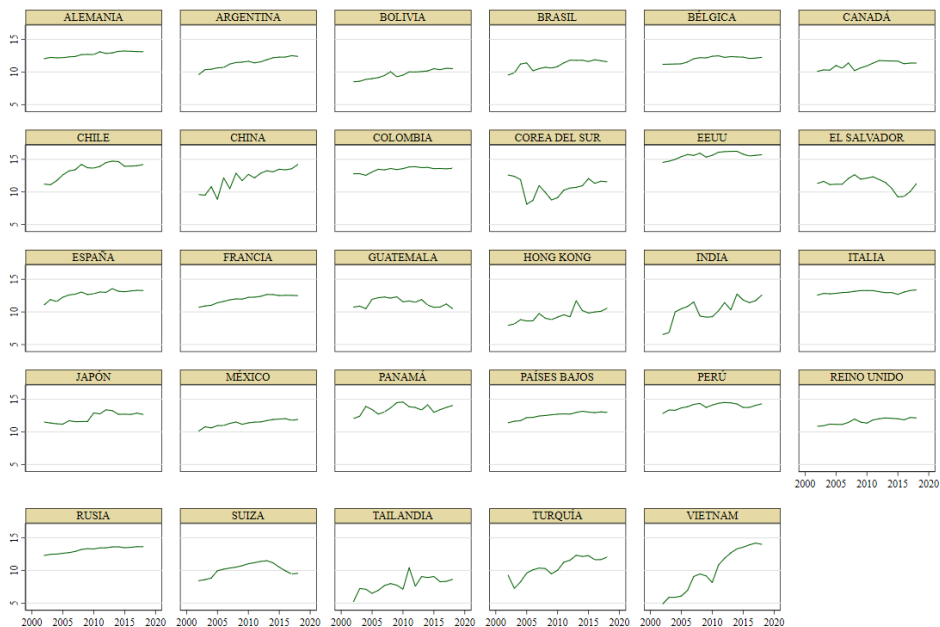 ALEMANIA ARGENTINA BOLIVIA BRASIL BÉLGICA CANADÁ
15
10
5
CHILE CHINA COLOMBIA COREA DEL SUR EEUU EL SALVADOR
15
10
5
ESPAÑA FRANCIA GUATEMALA HONG KONG INDIA ITALIA
15
10
5
JAPÓN MÉXICO PANAMÁ PAÍSES BAJOS PERÚ REINO UNIDO
15
10
5
2000 2005 2010 2015 2020
RUSIA SUIZA TAILANDIA TURQUÍA VIETNAM
15
10
5
2000 2005 2010 2015 2020 2000 2005 2010 2015 2020 2000 2005 2010 2015 2020 2000 2005 2010 2015 2020 2000 2005 2010 2015 2020